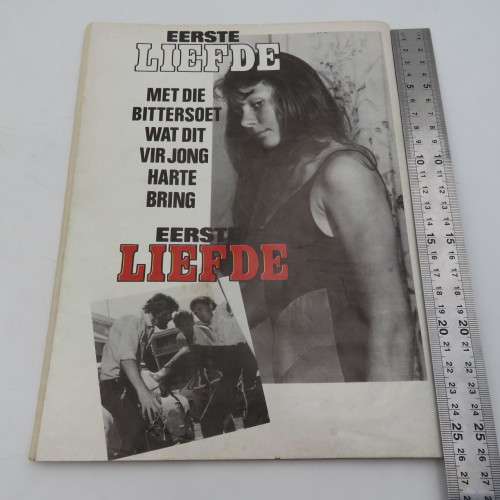 EERSTE
LIEFDE
MET DIE
BITTERSOET
WAT DIT
VIR JONG
HARTE
BRING
EERSTE
LIEFDE